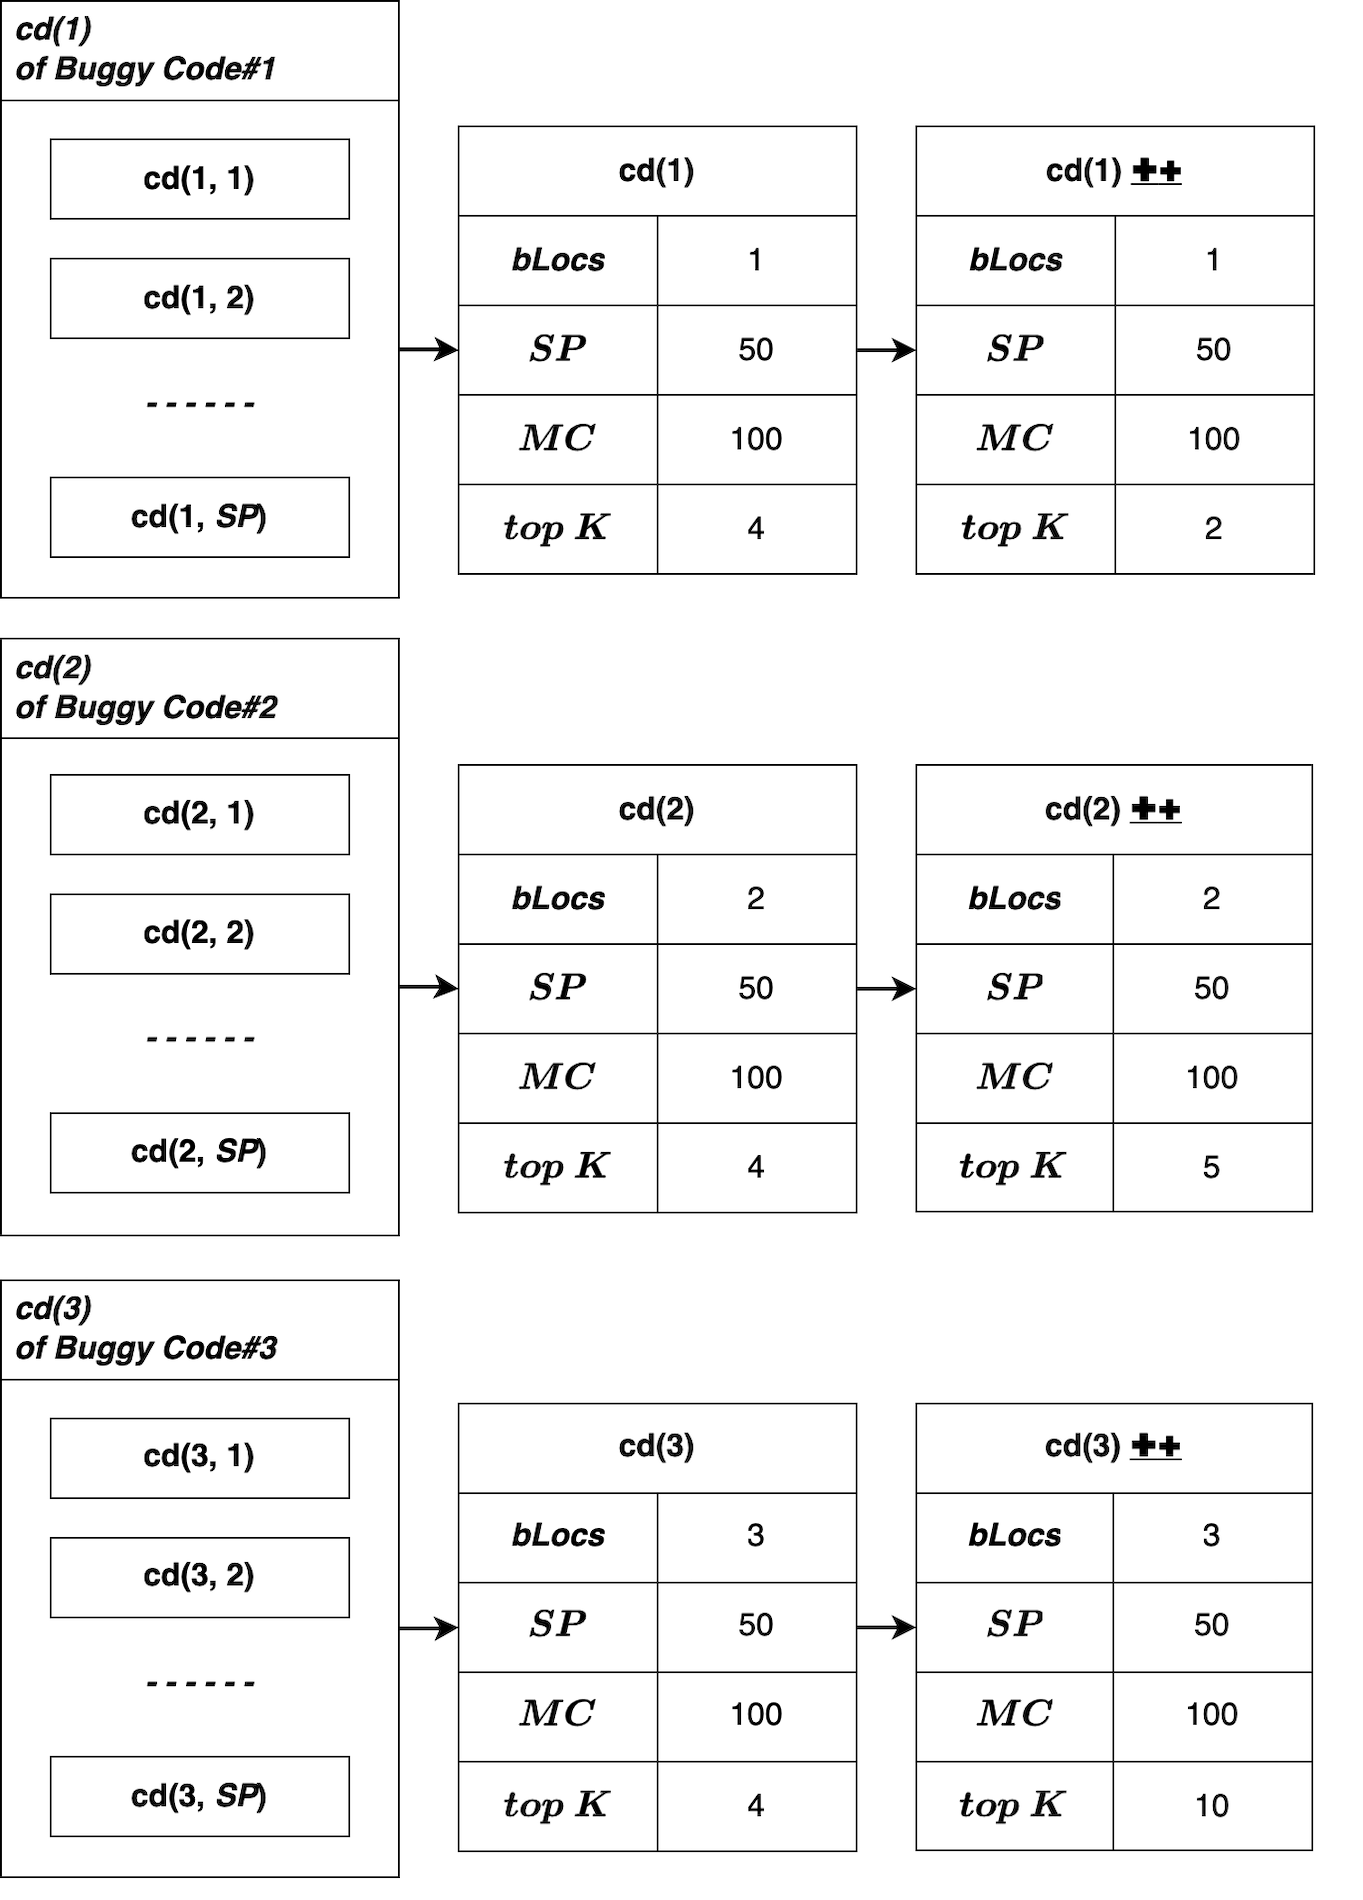 cd(1)
of Buggy Code#1
cd(1, 1)
cd(1, 2)
------
cd(1, SP)
cd(1)
bLocs 1
SP 50
MC 100
top K 4
cd(1) ++
bLocs 1
SP 50
MC 100
top K 2
cd(2)
of Buggy Code#2
cd(2, 1)
cd(2, 2)
------
cd(2, SP)
cd(2)
bLocs 2
SP 50
MC 100
top K 4
cd(2) ++
bLocs 2
SP 50
MC 100
top K 5
cd(3)
of Buggy Code#3
cd(3, 1)
cd(3, 2)
------
cd(3, SP)
cd(3)
bLocs 3
SP 50
MC 100
top K 4
cd(3) ++
bLocs 3
SP 50
MC 100
top K 10